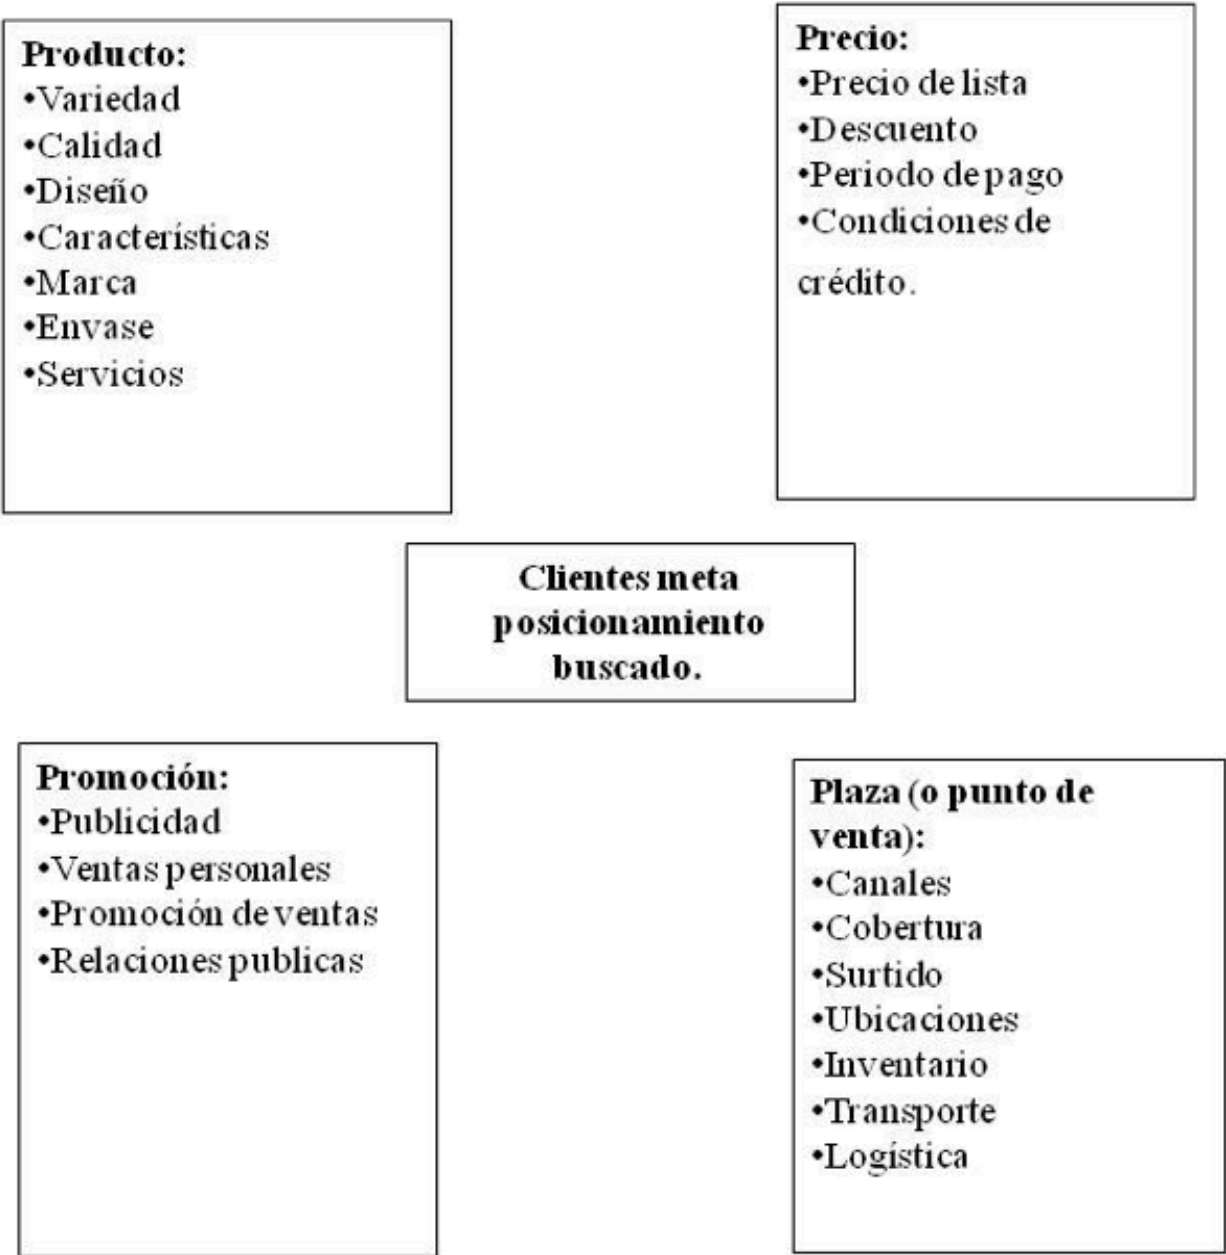 Producto:
•Variedad
•Calidad
•Diseño
•Características
•Marca
•Envase
•Servicios
Precio:
•Precio de lista
•Descuento
•Periodo de pago
•Condiciones de
crédito.
Clientes meta
posicionamiento
buscado.
Promoción:
•Publicidad
•Ventas personales
•Promoción de ventas
•Relaciones publicas
Plaza (o punto de
venta):
•Canales
•Cobertura
•Surtido
•Ubicaciones
•Inventario
•Transporte
•Logística